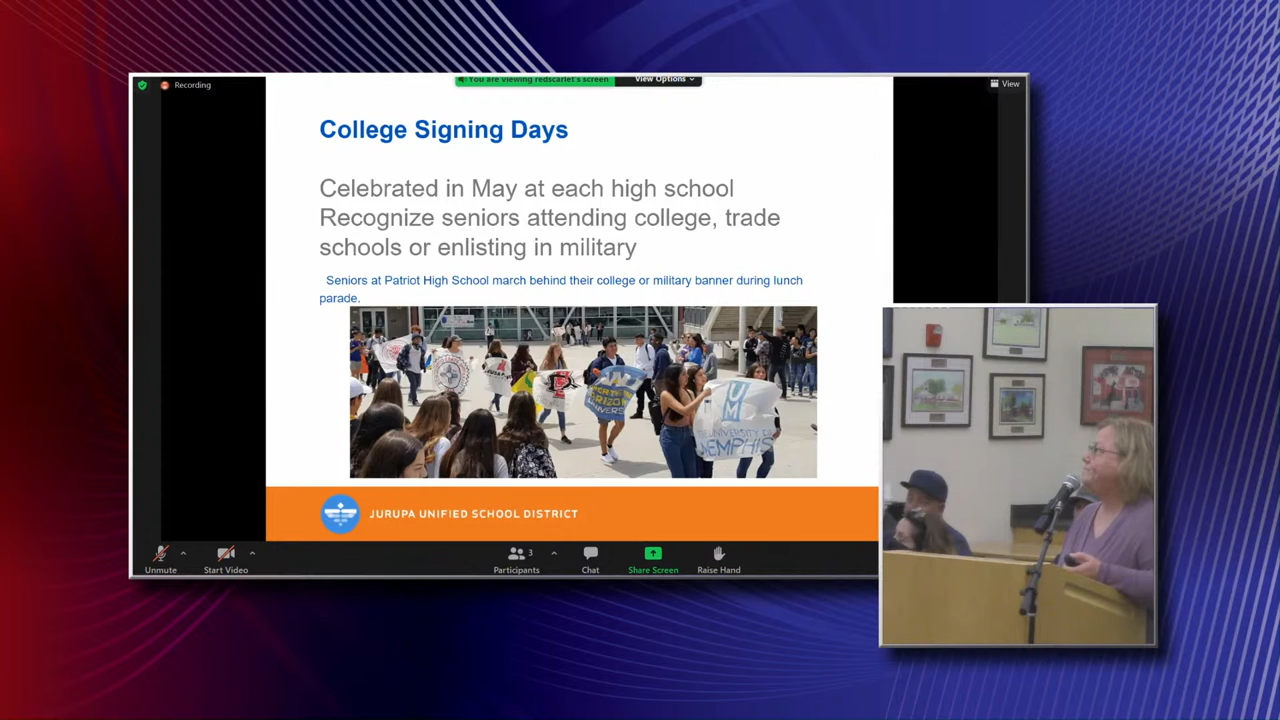 You are viewing redscarlet's screen
View Options
Recording
View
College Signing Days
Celebrated in May at each high school
Recognize seniors attending college, trade
schools or enlisting in military
Seniors at Patriot High School march behind their college or military banner during lunch
parade.
UM
UNIVERSITY OF
MEMPHIS
JURUPA UNIFIED SCHOOL DISTRICT
Unmute
Start Video
Participants
3
Chat
Share Screen
Raise Hand